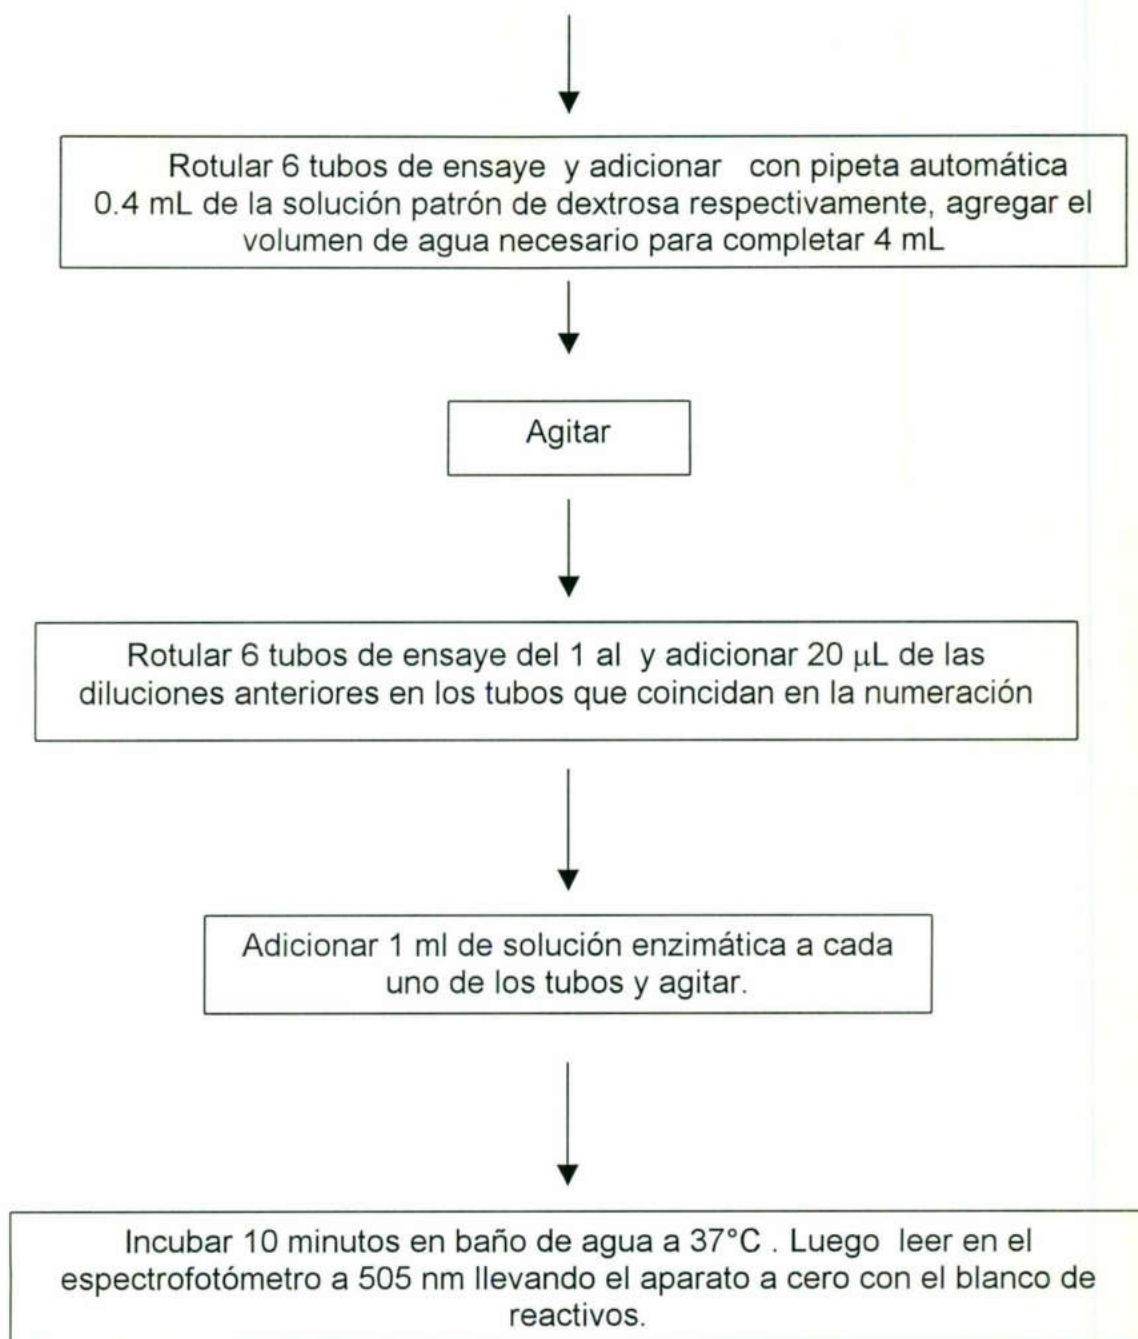 Rotular 6 tubos de ensaye y adicionar con pipeta automática
0.4 mL de la solución patrón de dextrosa respectivamente, agregar el
volumen de agua necesario para completar 4 mL
Agitar
Rotular 6 tubos de ensaye del 1 al y adicionar 20 μL de las
diluciones anteriores en los tubos que coincidan en la numeración
Adicionar 1 ml de solución enzimática a cada
uno de los tubos y agitar.
Incubar 10 minutos en baño de agua a 37°C . Luego leer en el
espectrofotómetro a 505 nm llevando el aparato a cero con el blanco de
reactivos.